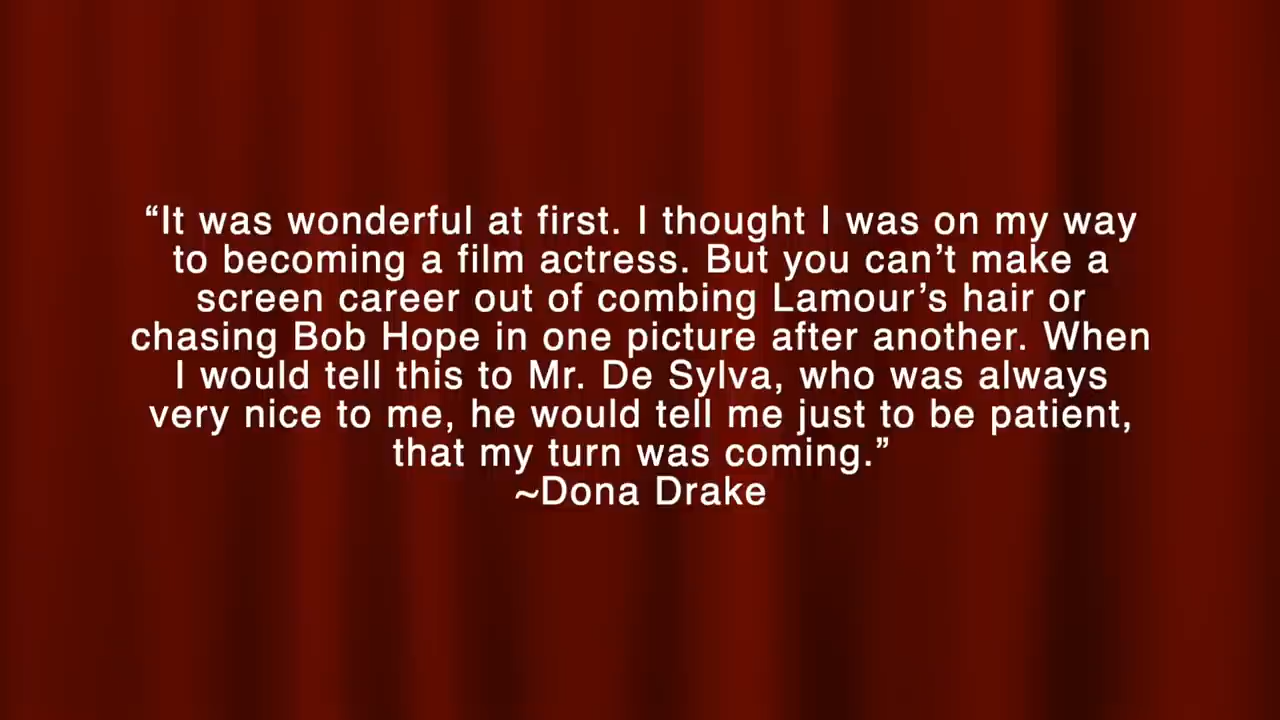 “It was wonderful at first. I thought I was on my way
to becoming a film actress. But you can’t make a
screen career out of combing Lamour’s hair or
chasing Bob Hope in one picture after another. When
I would tell this to Mr. De Sylva, who was always
very nice to me, he would tell me just to be patient,
that my turn was coming.”
~Dona Drake